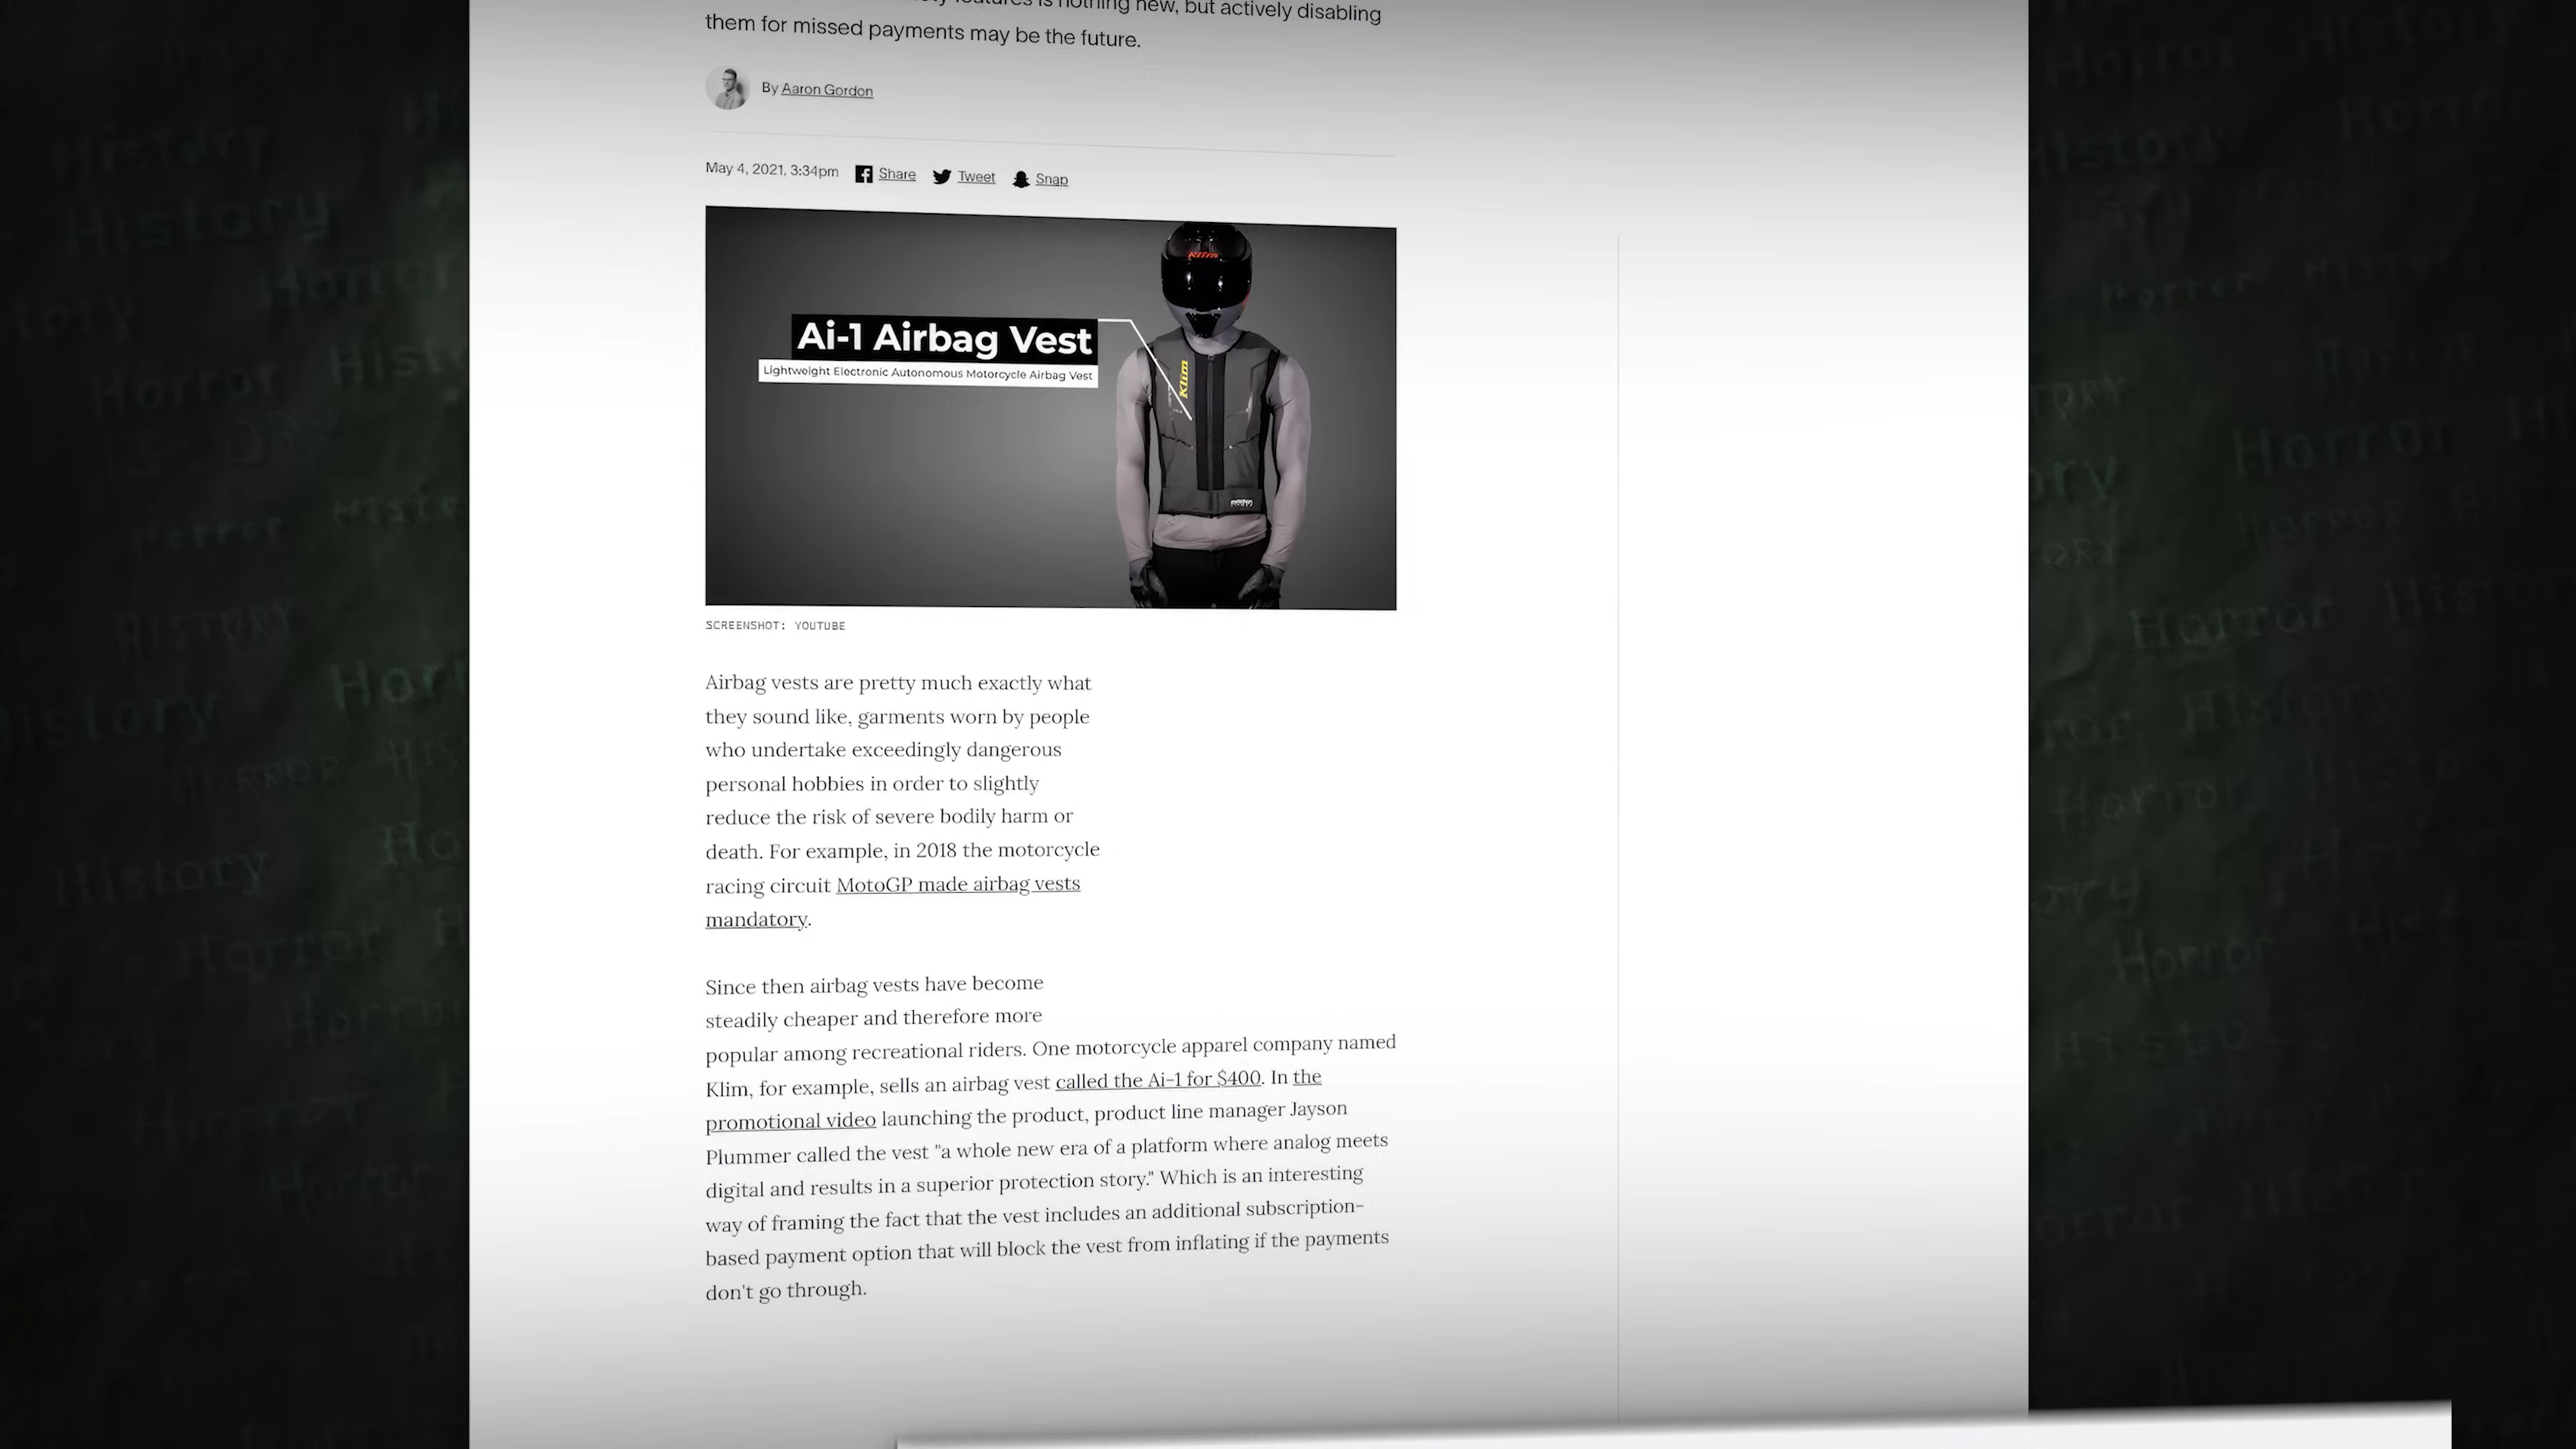 features is nothing new, but actively disabling
them for missed payments may be the future.
By Aaron Gordon
May 4, 2021, 3:34pm Share Tweet Snap
Klim
Ai-1 Airbag Vest
Lightweight Electronic Autonomous Motorcycle Airbag Vest
Klim
SCREENSHOT: YOUTUBE
Airbag vests are pretty much exactly what
they sound like, garments worn by people
who undertake exceedingly dangerous
personal hobbies in order to slightly
reduce the risk of severe bodily harm or
death. For example, in 2018 the motorcycle
racing circuit MotoGP made airbag vests
mandatory.
Since then airbag vests have become
steadily cheaper and therefore more
popular among recreational riders. One motorcycle apparel company named
Klim, for example, sells an airbag vest called the Ai-1 for $400. In the
promotional video launching the product, product line manager Jayson
Plummer called the vest "a whole new era of a platform where analog meets
digital and results in a superior protection story." Which is an interesting
way of framing the fact that the vest includes an additional subscription-
based payment option that will block the vest from inflating if the payments
don't go through.